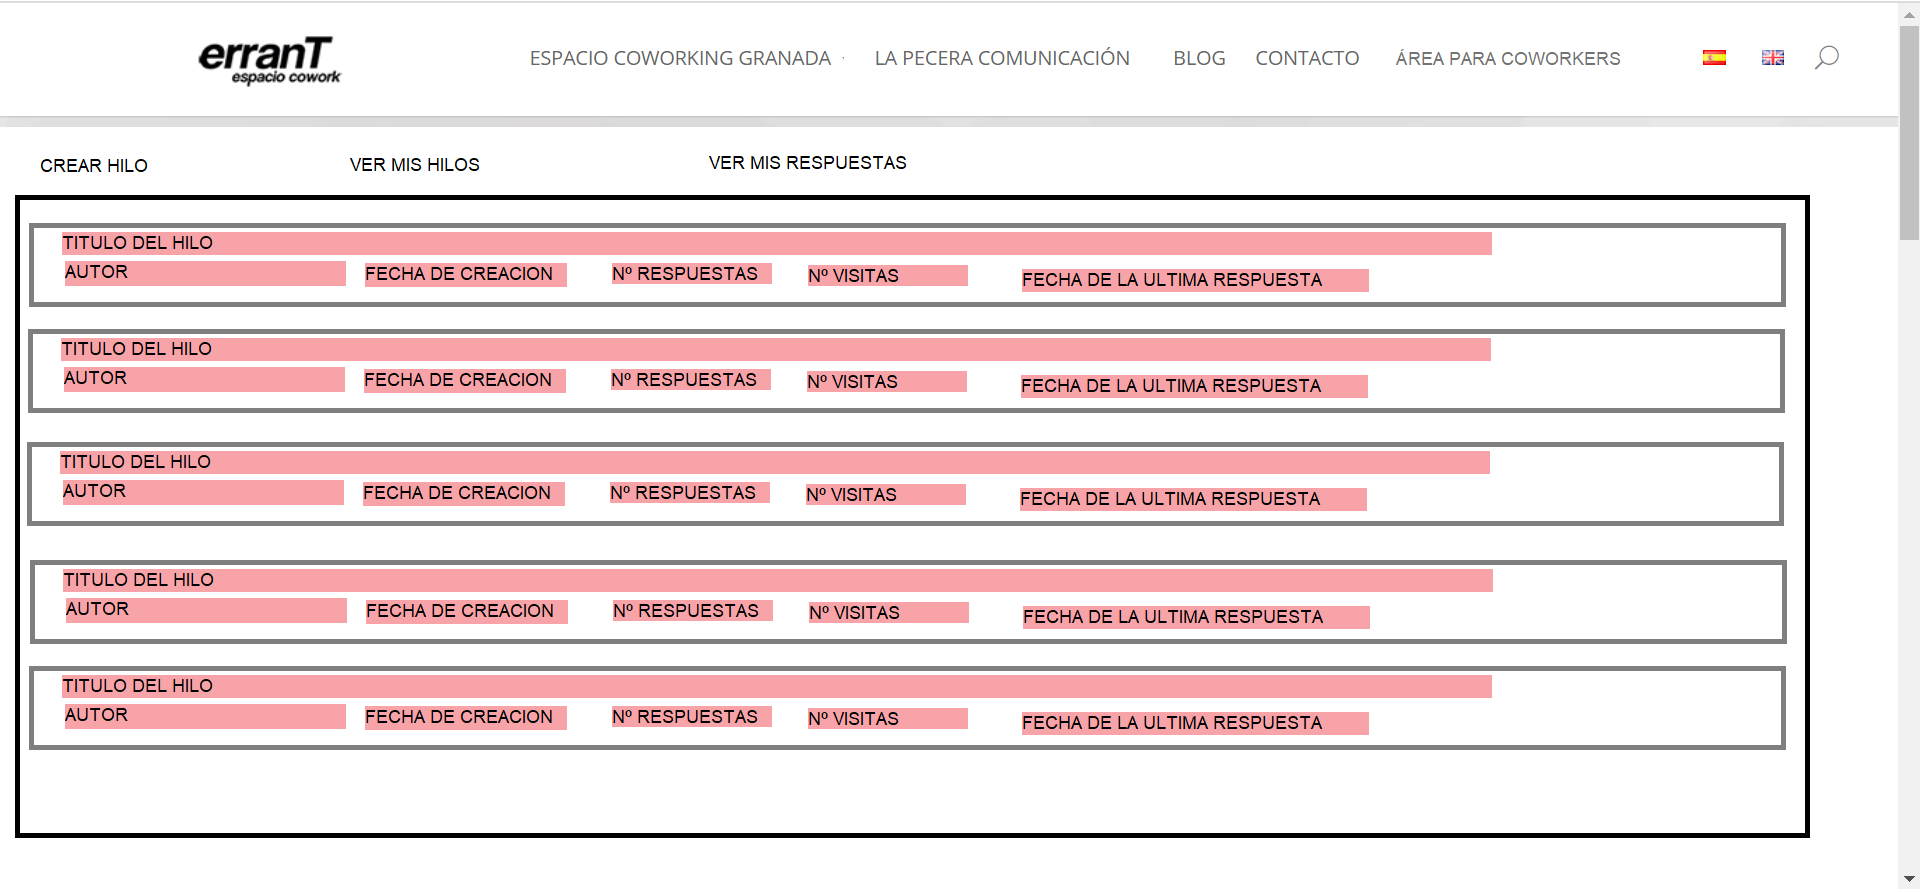 erranT
espacio cowork
ESPACIO COWORKING GRANADA LA PECERA COMUNICACIÓN BLOG CONTACTO ÁREA PARA COWORKERS
CREAR HILO VER MIS HILOS VER MIS RESPUESTAS
TITULO DEL HILO
AUTOR FECHA DE CREACION Nº RESPUESTAS Nº VISITAS FECHA DE LA ULTIMA RESPUESTA
TITULO DEL HILO
AUTOR FECHA DE CREACION Nº RESPUESTAS Nº VISITAS FECHA DE LA ULTIMA RESPUESTA
TITULO DEL HILO
AUTOR FECHA DE CREACION Nº RESPUESTAS Nº VISITAS FECHA DE LA ULTIMA RESPUESTA
TITULO DEL HILO
AUTOR FECHA DE CREACION Nº RESPUESTAS Nº VISITAS FECHA DE LA ULTIMA RESPUESTA
TITULO DEL HILO
AUTOR FECHA DE CREACION Nº RESPUESTAS Nº VISITAS FECHA DE LA ULTIMA RESPUESTA